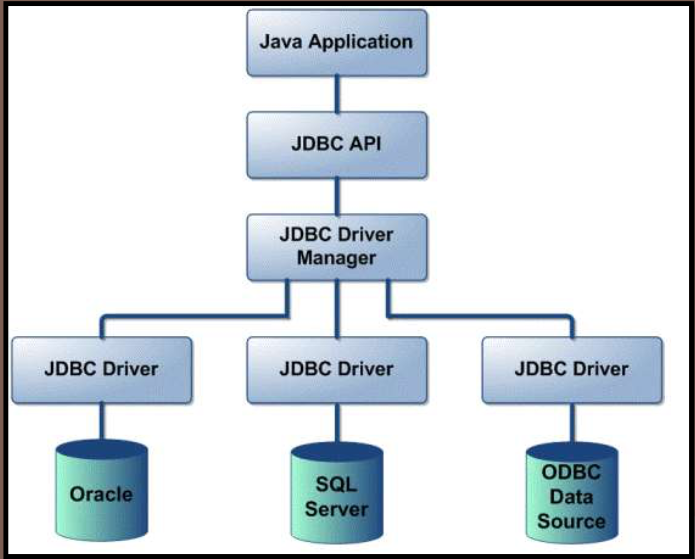 Java Application
JDBC API
JDBC Driver
Manager
JDBC Driver
JDBC Driver
JDBC Driver
Oracle
SQL
Server
ODBC
Data
Source